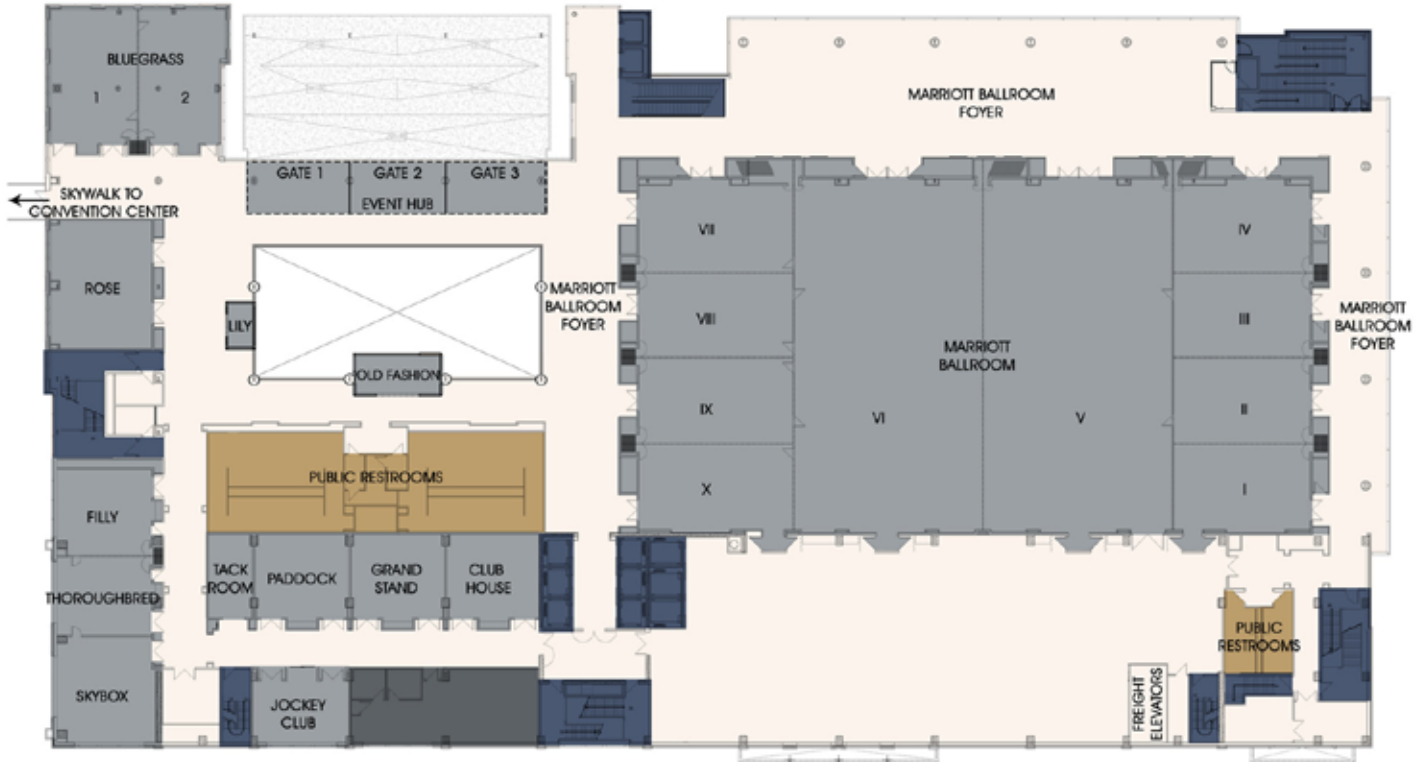 BLUEGRASS
1
2
MARRIOTT BALLROOM
FOYER
GATE 1
GATE 2
GATE 3
EVENT HUB
SKYWALK TO
CONVENTION CENTER
ROSE
LILY
OLD FASHION
MARRIOTT
BALLROOM
FOYER
VII
VIII
IX
X
MARRIOTT
BALLROOM
VI
V
IV
III
II
I
MARRIOTT
BALLROOM
FOYER
PUBLIC RESTROOMS
FILLY
THOROUGHBRED
SKYBOX
TACK
ROOM
PADDOCK
GRAND
STAND
CLUB
HOUSE
JOCKEY
CLUB
PUBLIC
RESTROOMS
FREIGHT
ELEVATORS